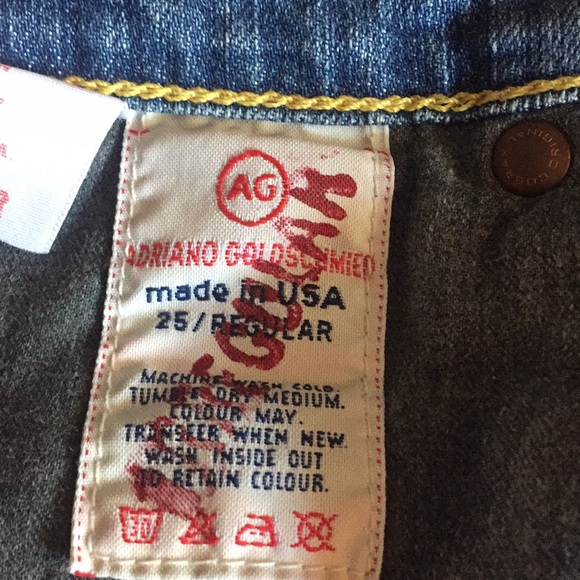 AG
ADRIANO GOLDSCHMIED
made in USA
25/REGULAR
MACHINE WASH COLD.
TUMBLE DRY MEDIUM.
COLOUR MAY.
TRANSFER WHEN NEW.
WASH INSIDE OUT
TO RETAIN COLOUR.
30